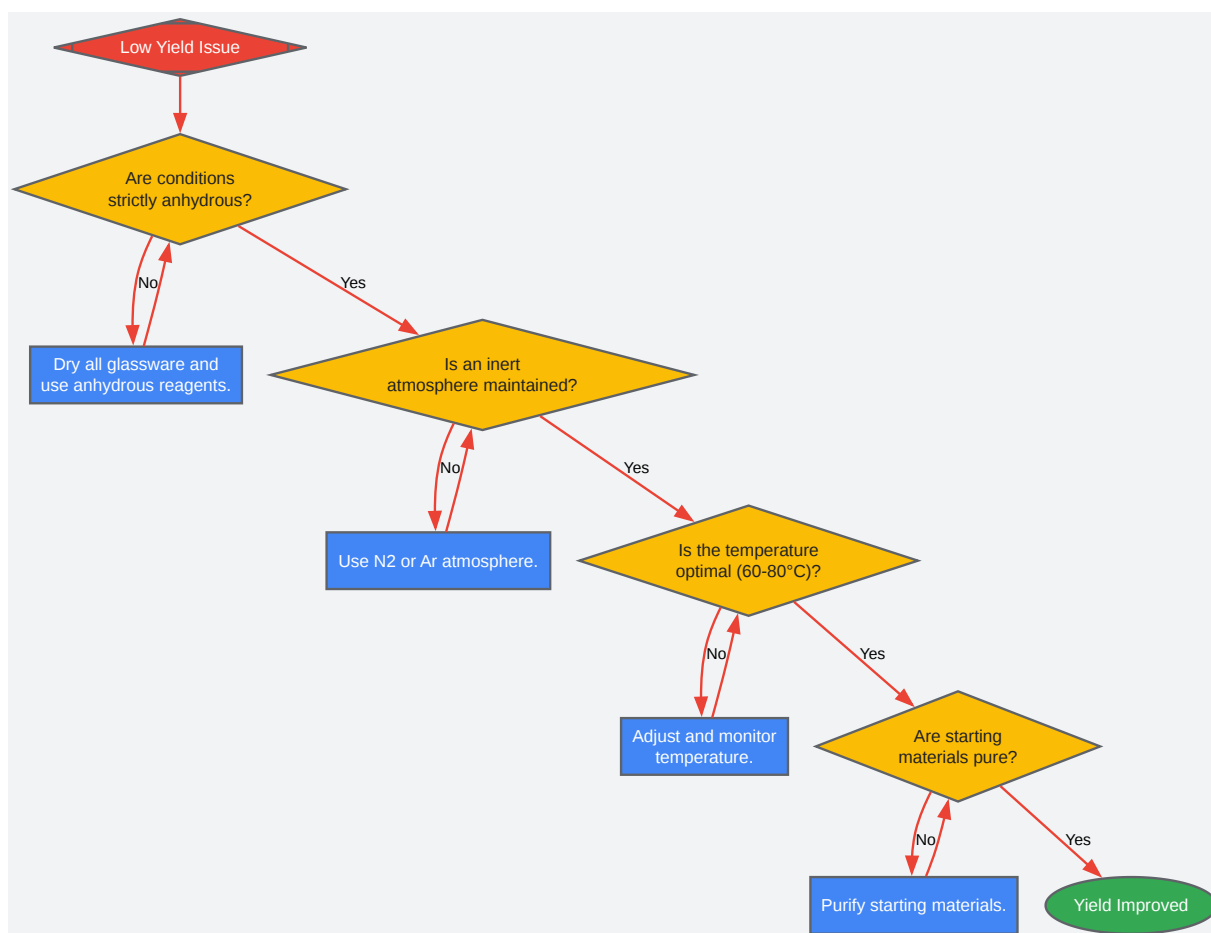 Low Yield Issue
Are conditions
strictly anhydrous?
No
Yes
Dry all glassware and
use anhydrous reagents.
Is an inert
atmosphere maintained?
No
Yes
Use N2 or Ar atmosphere.
Is the temperature
optimal (60-80°C)?
No
Yes
Adjust and monitor
temperature.
Are starting
materials pure?
No
Yes
Purify starting materials.
Yield Improved